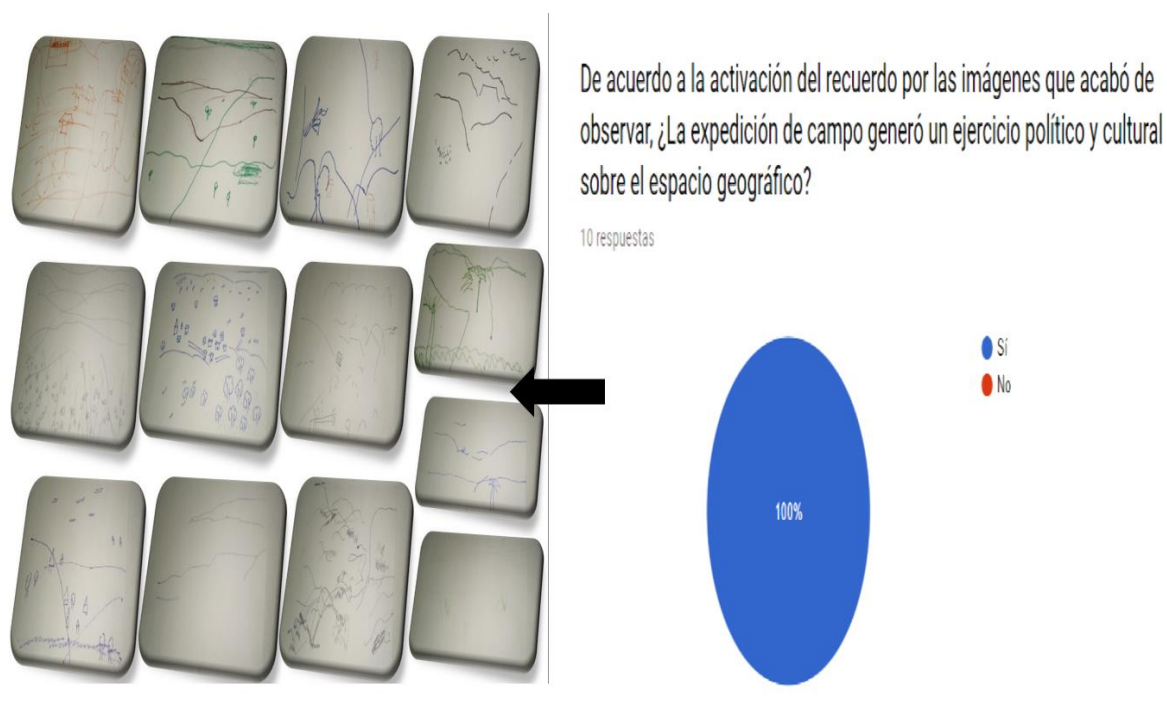 De acuerdo a la activación del recuerdo por las imágenes que acabó de
observar, ¿La expedición de campo generó un ejercicio político y cultural
sobre el espacio geográfico?
10 respuestas
Sí
No
100%